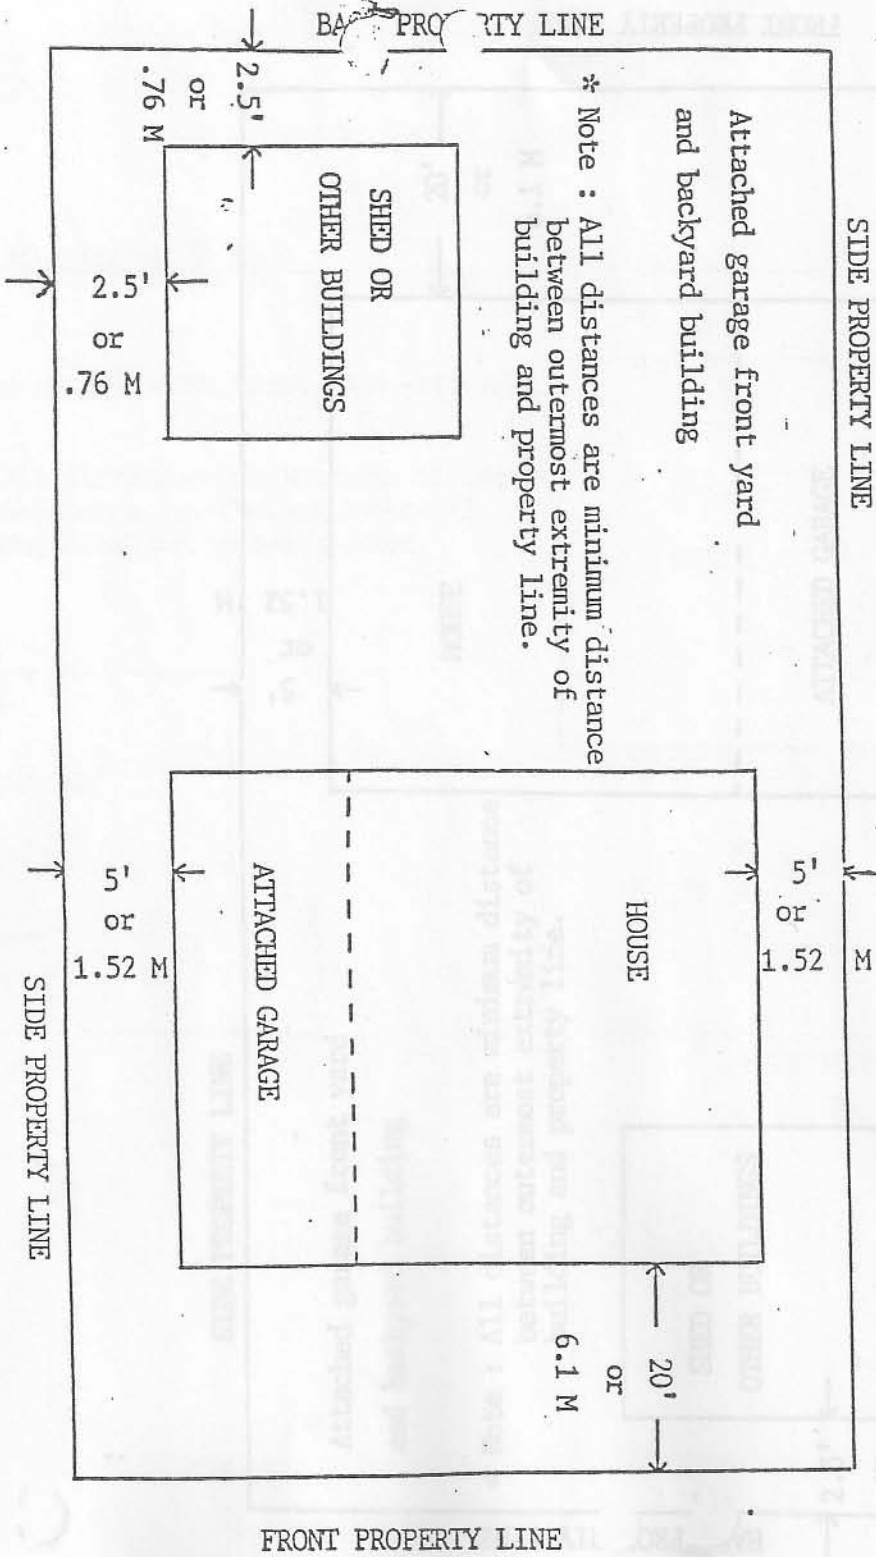 BACK PROPERTY LINE
SIDE PROPERTY LINE
Attached garage front yard
and backyard building
* Note : All distances are minimum distance
between outermost extremity of
building and property line.
2.5'
or
.76 M
SHED OR
OTHER BUILDINGS
2.5'
or
.76 M
5'
or
1.52 M
HOUSE
ATTACHED GARAGE
5'
or
1.52 M
20'
or
6.1 M
SIDE PROPERTY LINE
FRONT PROPERTY LINE